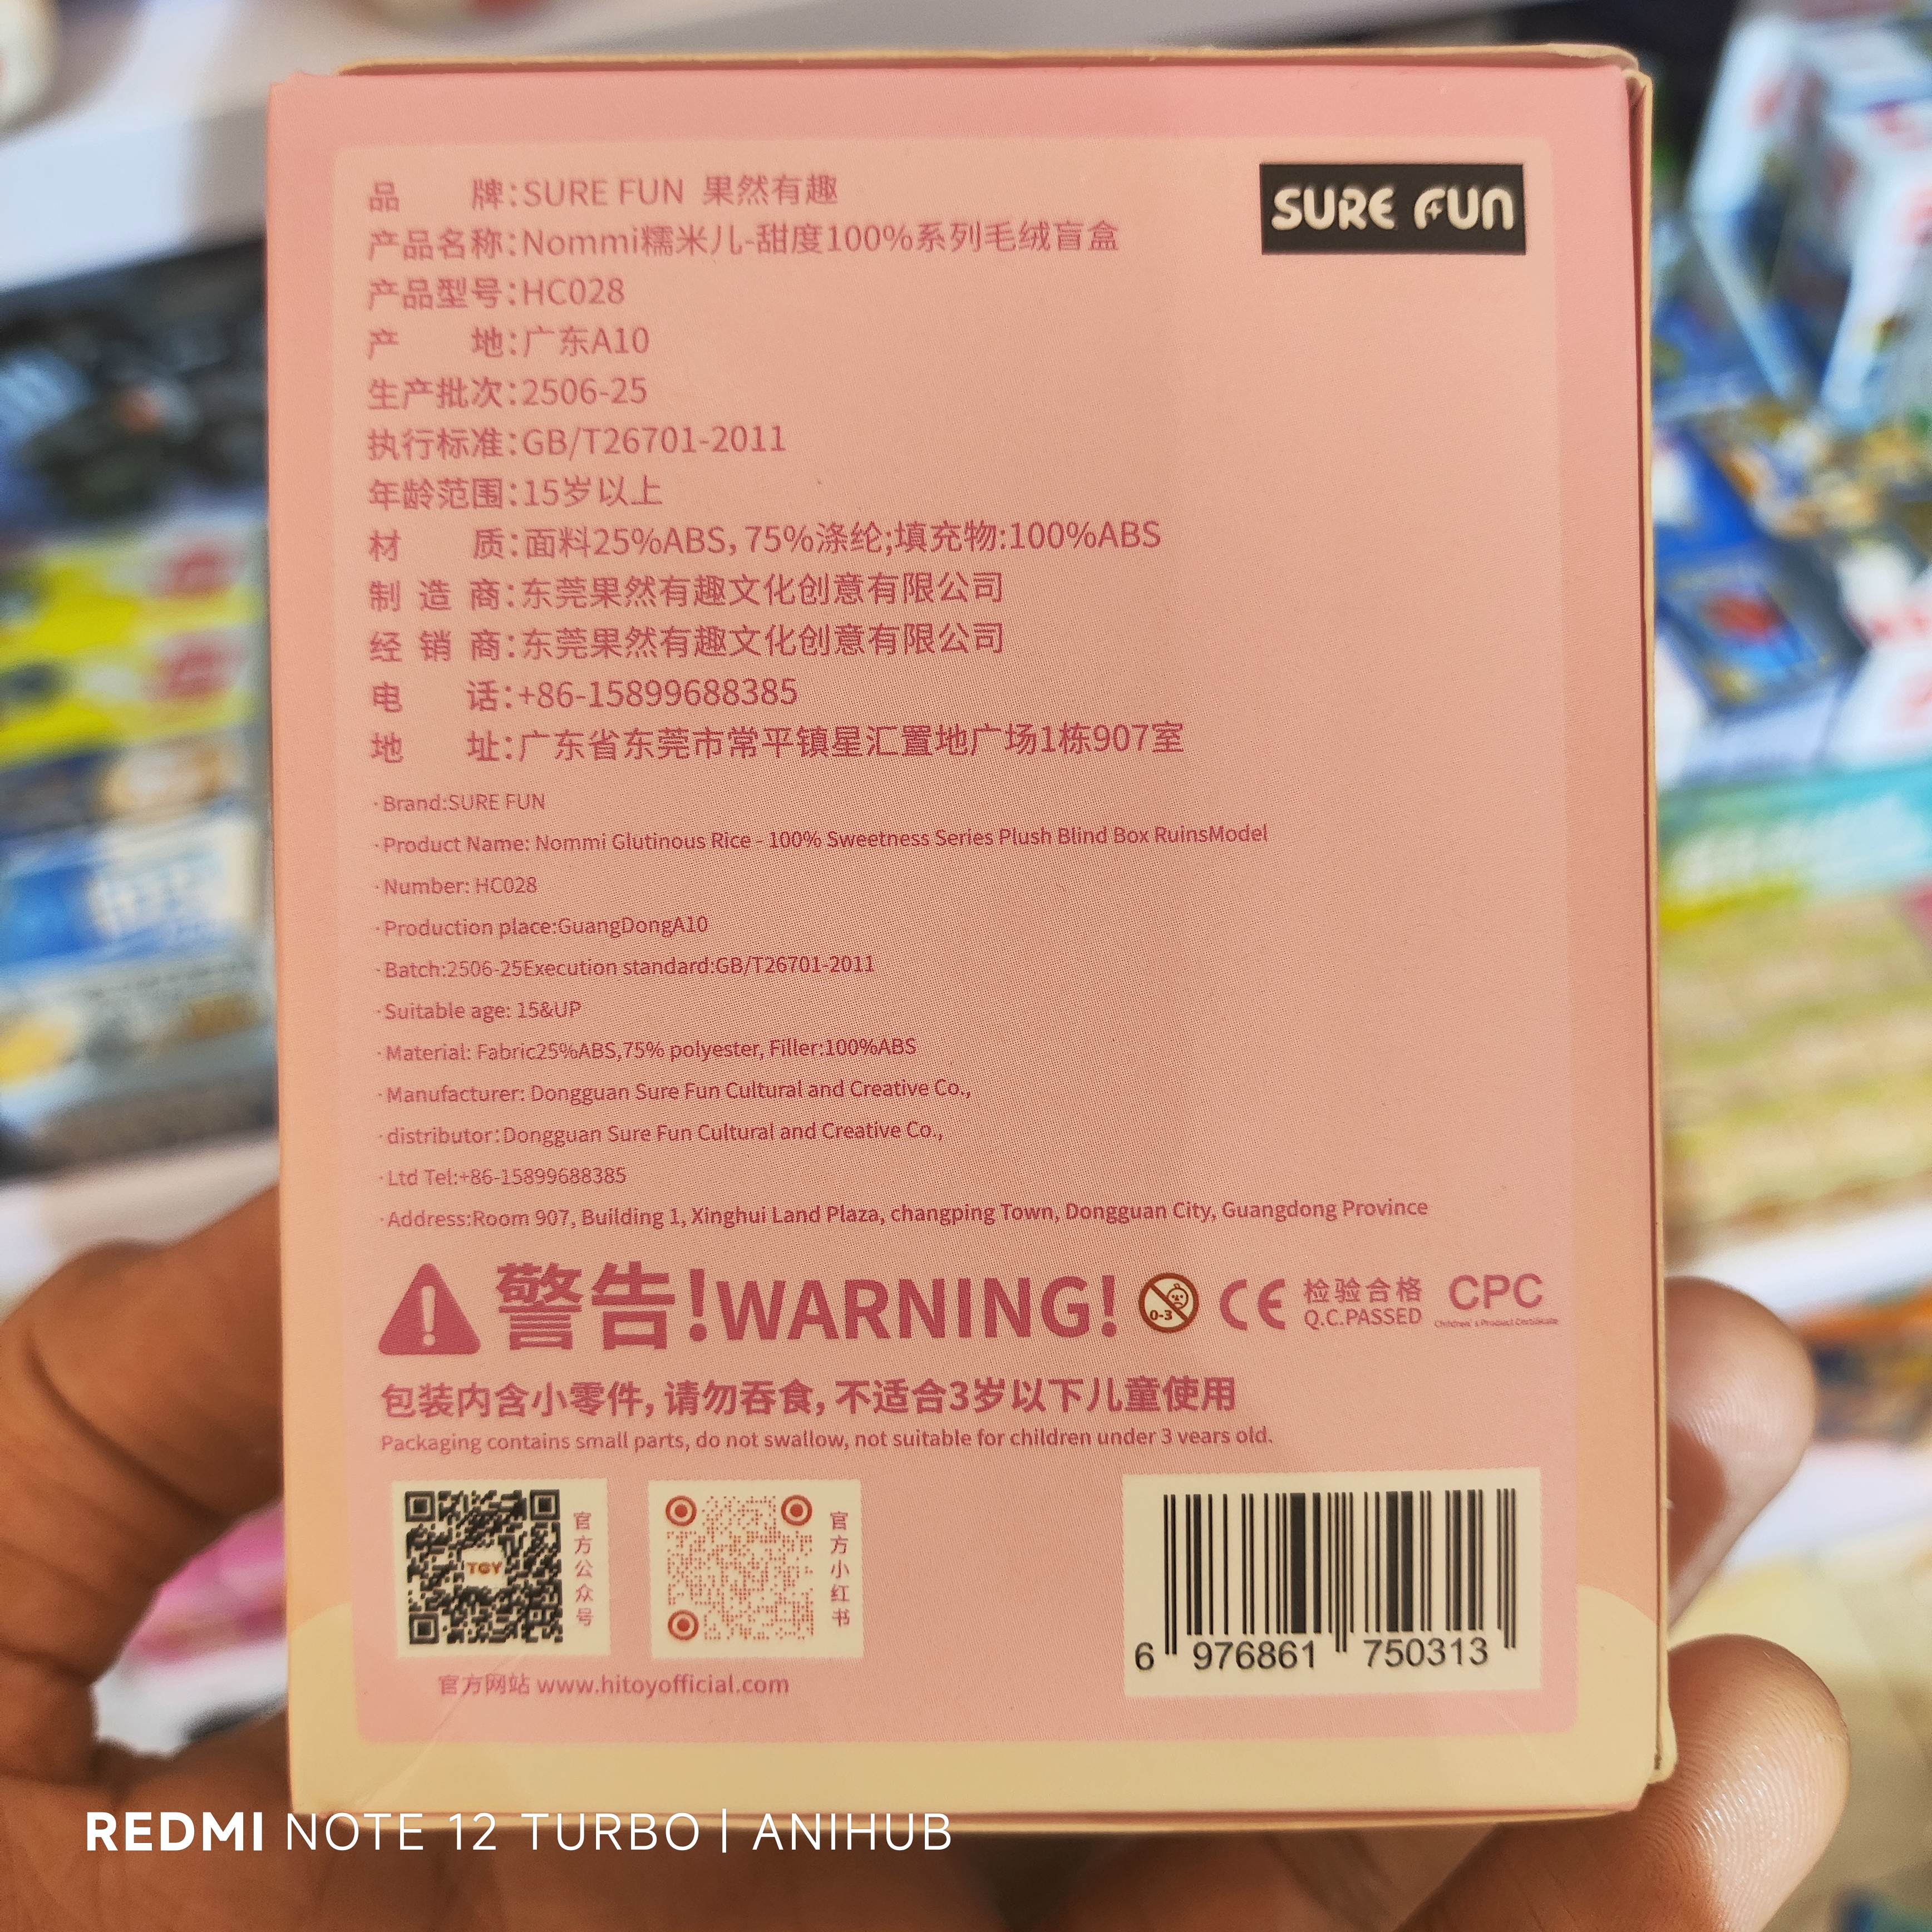 SURE FUN
品 牌:SURE FUN 果然有趣
产品名称:Nommi糯米儿-甜度100%系列毛绒盲盒
产品型号:HC028
产 地:广东A10
生产批次:2506-25
执行标准:GB/T26701-2011
年龄范围:15岁以上
材 质:面料25%ABS,75%涤纶;填充物:100%ABS
制 造 商:东莞果然有趣文化创意有限公司
经 销 商:东莞果然有趣文化创意有限公司
电 话:+86-15899688385
地 址:广东省东莞市常平镇星汇置地广场1栋907室
·Brand:SURE FUN
·Product Name: Nommi Glutinous Rice - 100% Sweetness Series Plush Blind Box RuinsModel
·Number: HC028
·Production place:GuangDongA10
·Batch:2506-25Execution standard:GB/T26701-2011
·Suitable age: 15&UP
·Material: Fabric25%ABS,75% polyester, Filler:100%ABS
·Manufacturer: Dongguan Sure Fun Cultural and Creative Co.,
·distributor:Dongguan Sure Fun Cultural and Creative Co.,
·Ltd Tel:+86-15899688385
·Address:Room 907, Building 1, Xinghui Land Plaza, changping Town, Dongguan City, Guangdong Province
警告!WARNING!
0-3
CE
检验合格
Q.C.PASSED
CPC
Children's Product Certificate
包装内含小零件,请勿吞食,不适合3岁以下儿童使用
Packaging contains small parts, do not swallow, not suitable for children under 3 years old.
TOY
官方公众号
官方小红书
6 976861 750313
官方网站 www.hitoyofficial.com
REDMI NOTE 12 TURBO | ANIHUB